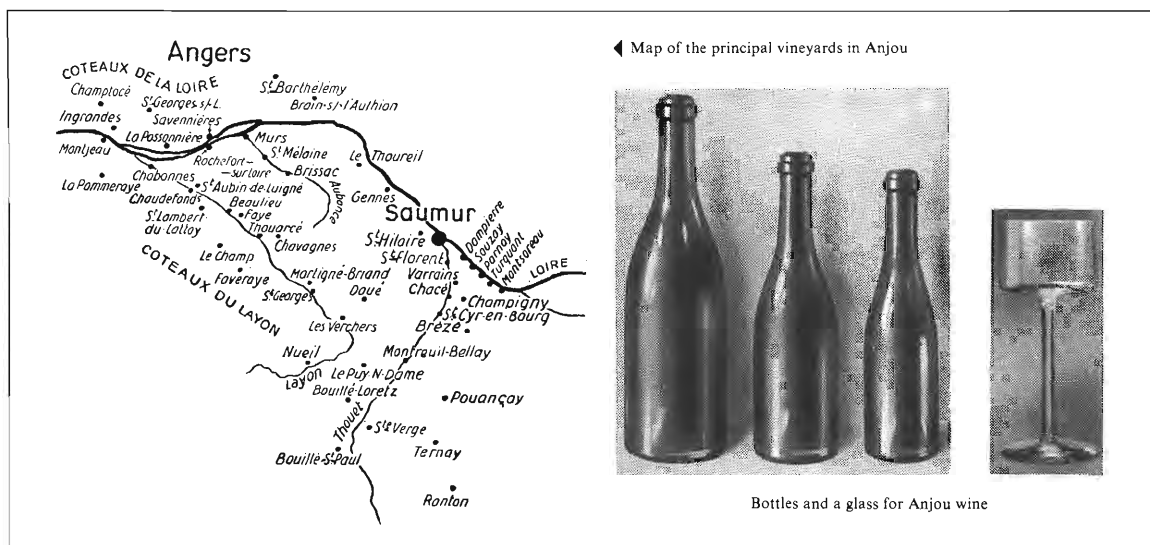 Angers
COTEAUX DE LA LOIRE
Champtocé
St Georges s/-L.
Ingrandes
Savennières
La Possonnière
Montjeau
St Barthélémy
Brain-s/-l'Authion
Murs
St Mélaine
Brissac
Rochefort-
sur Loire
Le Thoureil
Gennes
Aubance
Chabonnes
La Pommeraye
St Aubin de Luigné
Chaudefonds
Beaulieu
Faye
St Lambert-
du-Lattay
Thouarcé
Chavagnes
Le Champ
Faveraye
COTEAUX DU LAYON
Saumur
St Hilaire
St Florent
Dampierre
Souzay
Parnay
Turquant
Montsoreau
LOIRE
Varrains
Chacé
Champigny
St Cyr-en-Bourg
Brézé
Martigné-Briand
Doué
St Georges
Les Verchers
Nueil
Layon
Montreuil-Bellay
Le Puy N-Dame
Bouillé-Loretz
Pouançay
Thouet
Ste Verge
Ternay
Bouillé-St Paul
Ranton
◀ Map of the principal vineyards in Anjou
Bottles and a glass for Anjou wine